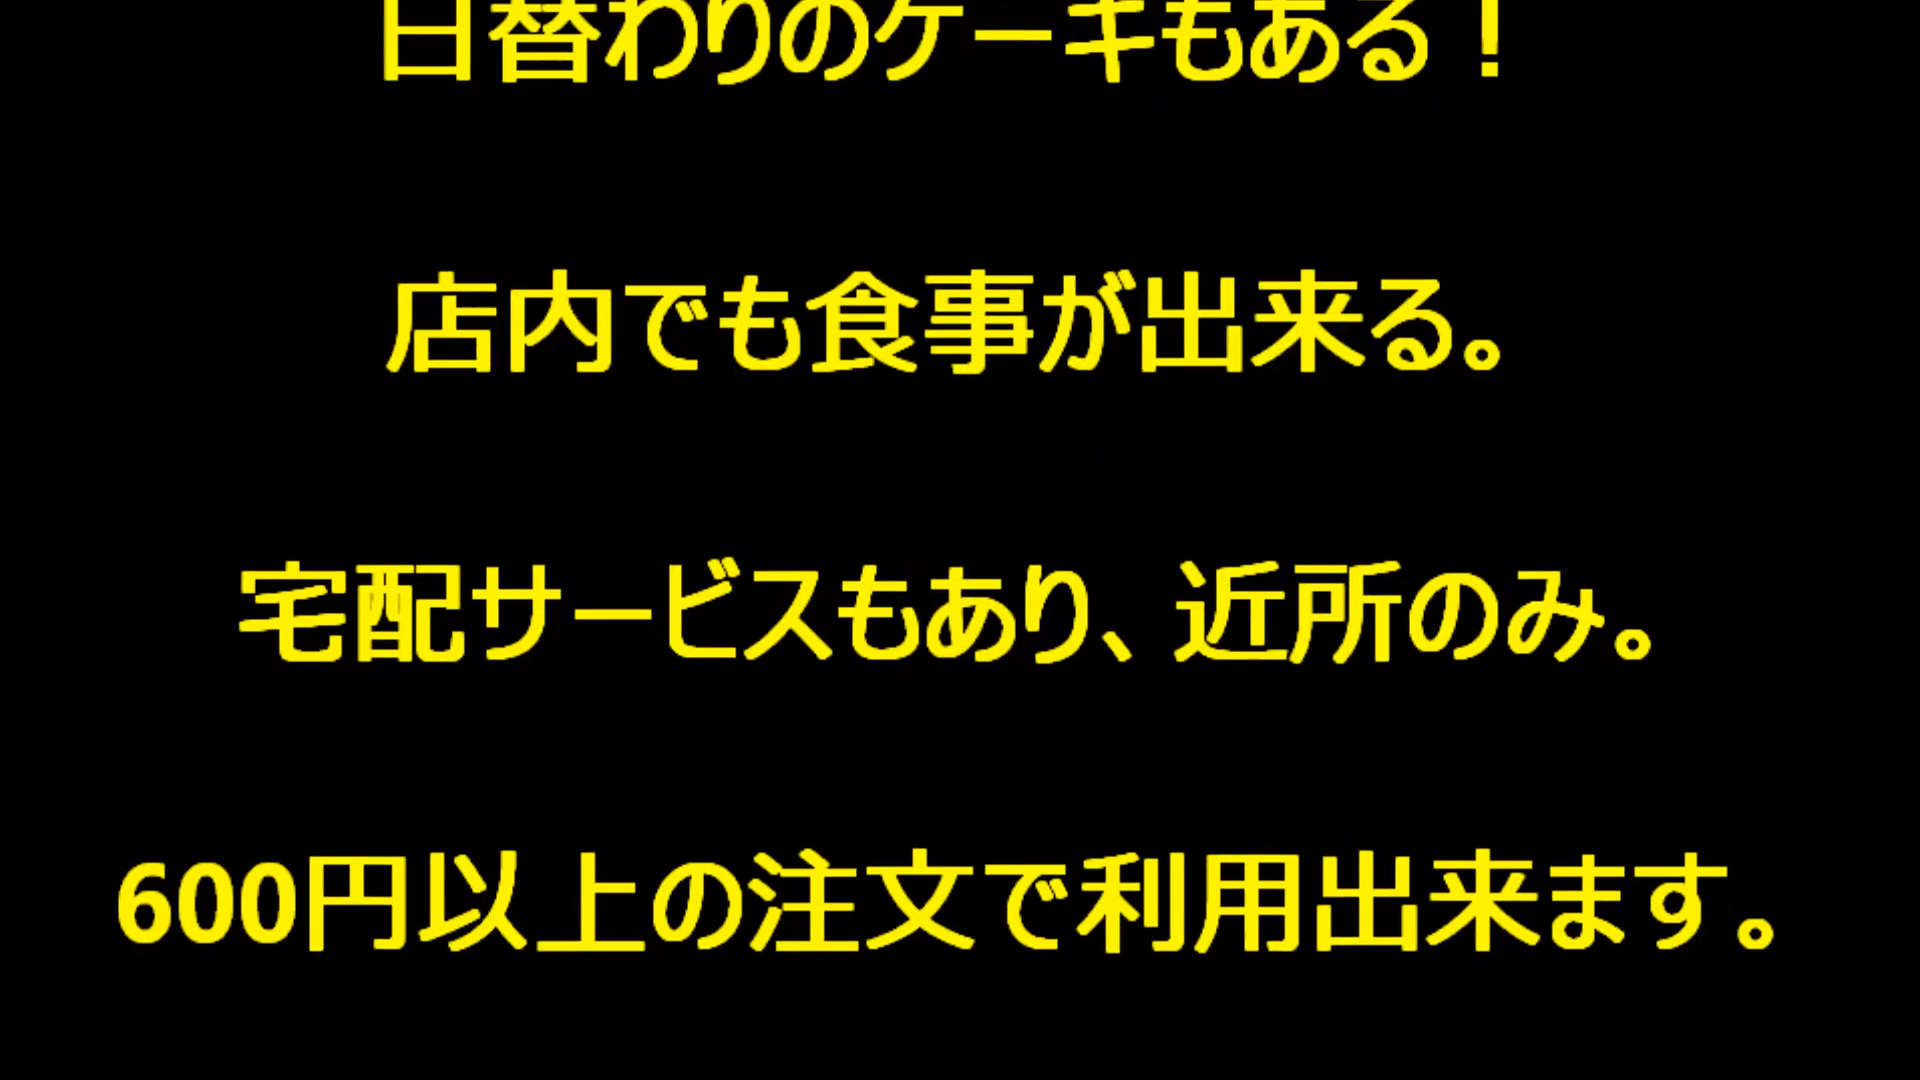 日替わりのケーキもある！
店内でも食事が出来る。
宅配サービスもあり、近所のみ。
600円以上の注文で利用出来ます。